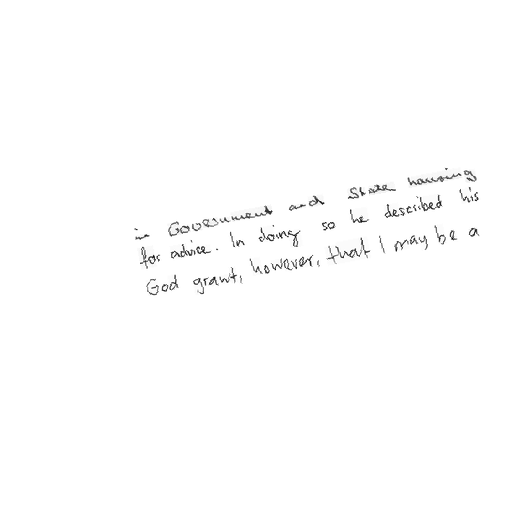 in Government and State housing
for advice. In doing so he described his
God grant, however, that I may be a